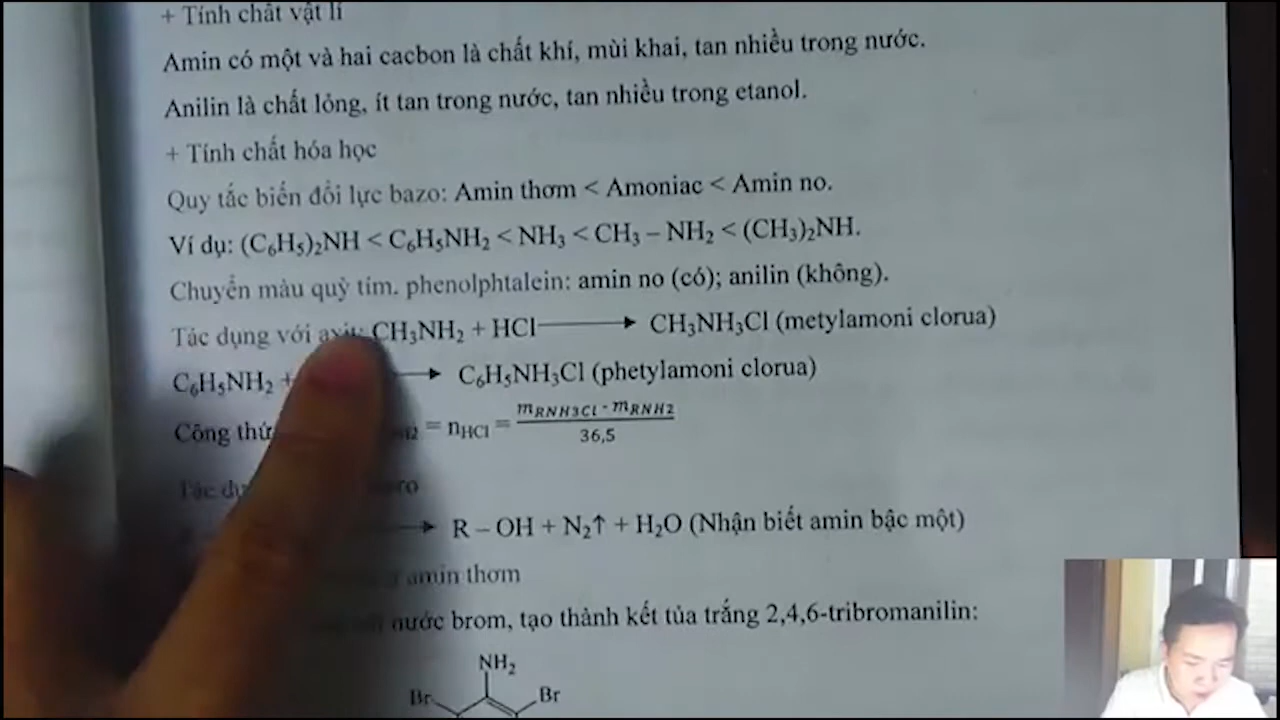 + Tính chất vật lí
Amin có một và hai cacbon là chất khí, mùi khai, tan nhiều trong nước.
Anilin là chất lỏng, ít tan trong nước, tan nhiều trong etanol.
+ Tính chất hóa học
Quy tắc biến đổi lực bazo: Amin thơm < Amoniac < Amin no.
Ví dụ: (C₆H₅)₂NH < C₆H₅NH₂ < NH₃ < CH₃ – NH₂ < (CH₃)₂NH.
Chuyển màu quỳ tím, phenolphtalein: amin no (có); anilin (không).
Tác dụng với axit: CH₃NH₂ + HCl → CH₃NH₃Cl (metylamoni clorua)
C₆H₅NH₂ + → C₆H₅NH₃Cl (phetylamoni clorua)
Công = nHCl = (mRNH3Cl - mRNH2) / 36,5
Tác
→ R – OH + N₂↑ + H₂O (Nhận biết amin bậc một)
amin thơm
nước brom, tạo thành kết tủa trắng 2,4,6-tribromanilin:
NH₂
Br Br